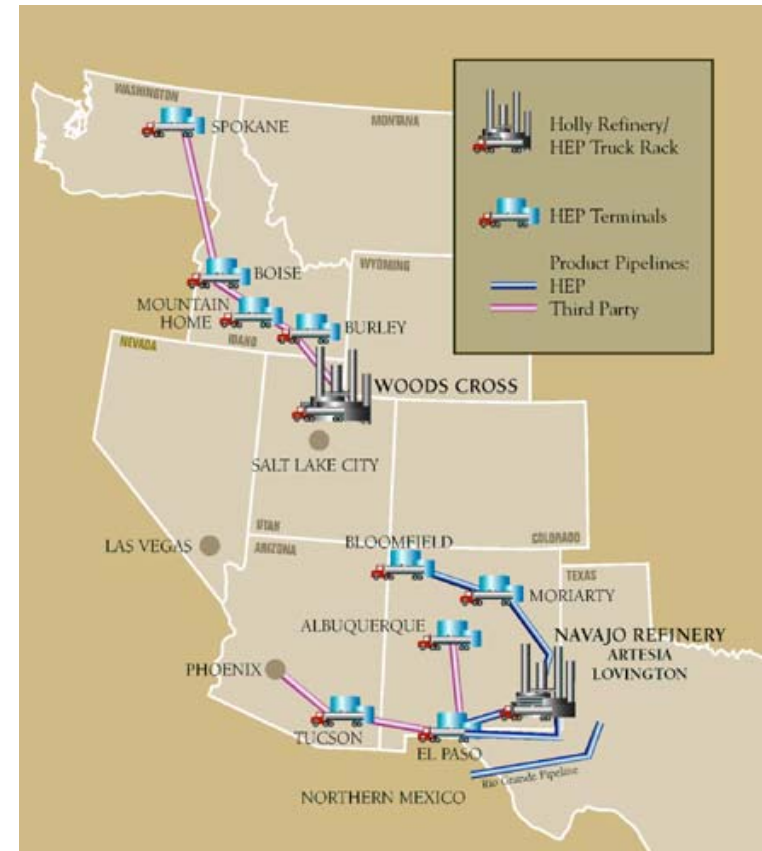 WASHINGTON
SPOKANE
MONTANA
Holly Refinery/
HEP Truck Rack
HEP Terminals
Product Pipelines:
HEP
Third Party
BOISE
WYOMING
MOUNTAIN
HOME
BURLEY
IDAHO
NEVADA
WOODS CROSS
SALT LAKE CITY
UTAH
COLORADO
LAS VEGAS
ARIZONA
BLOOMFIELD
TEXAS
MORIARTY
ALBUQUERQUE
NAVAJO REFINERY
ARTESIA
LOVINGTON
PHOENIX
TUCSON
EL PASO
Rio Grande Pipeline
NORTHERN MEXICO